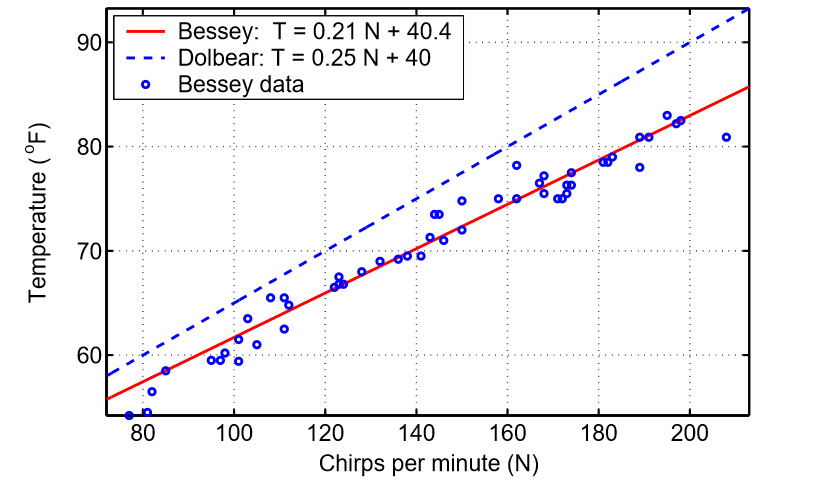 Bessey:  T = 0.21 N + 40.4
Dolbear: T = 0.25 N + 40
Bessey data
90
80
70
60
Temperature ( °F)
80 100 120 140 160 180 200
Chirps per minute (N)